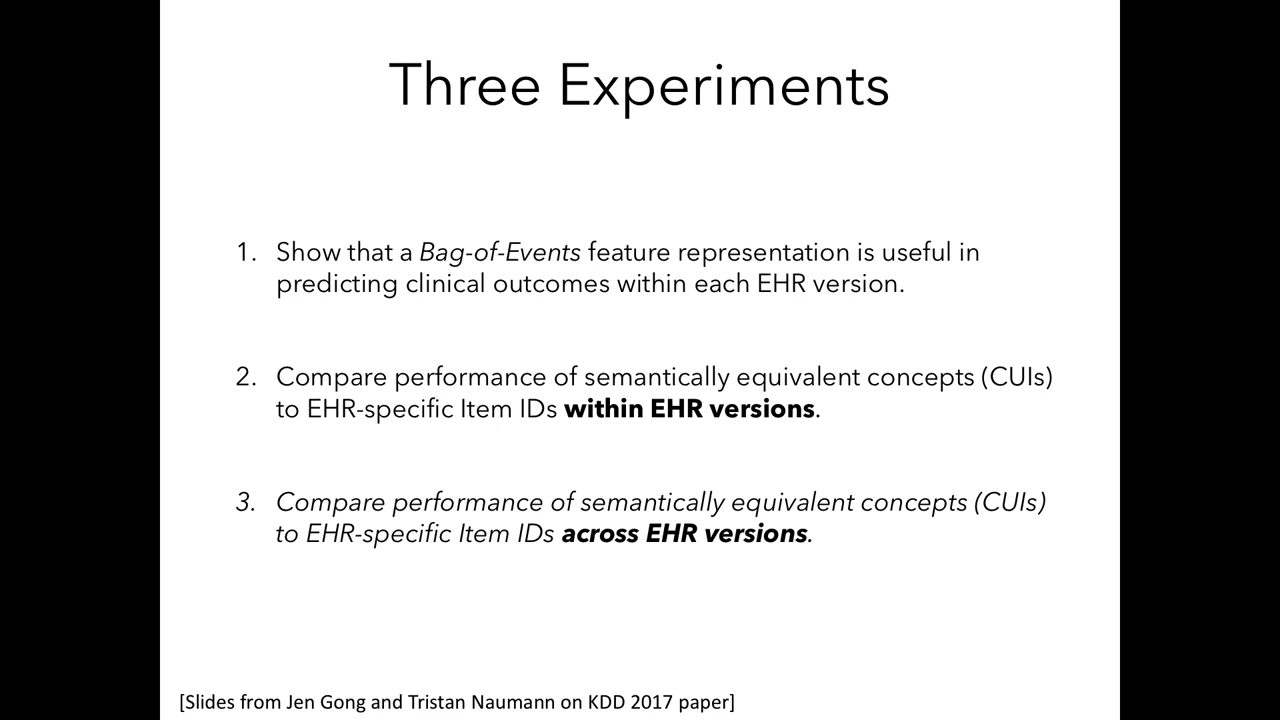 Three Experiments
1. Show that a Bag-of-Events feature representation is useful in
predicting clinical outcomes within each EHR version.
2. Compare performance of semantically equivalent concepts (CUIs)
to EHR-specific Item IDs within EHR versions.
3. Compare performance of semantically equivalent concepts (CUIs)
to EHR-specific Item IDs across EHR versions.
[Slides from Jen Gong and Tristan Naumann on KDD 2017 paper]